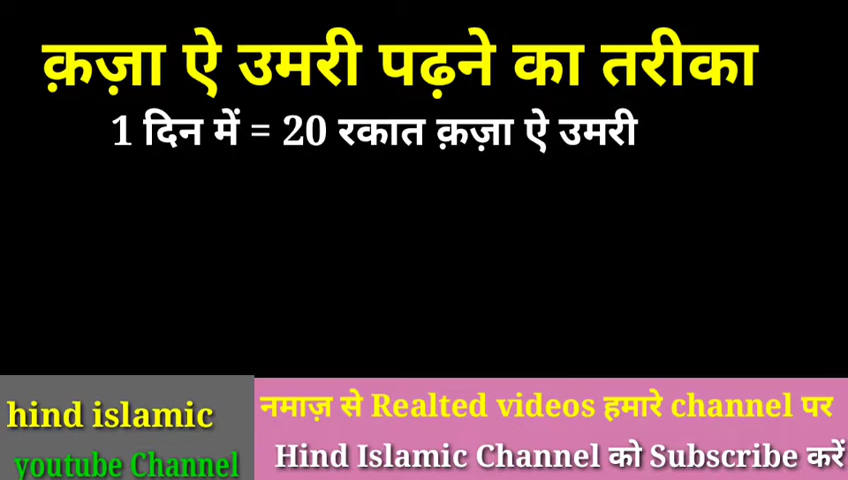 क़ज़ा ऐ उमरी पढ़ने का तरीका
1 दिन में = 20 रकात क़ज़ा ऐ उमरी
hind islamic
youtube Channel
नमाज़ से Realted videos हमारे channel पर
Hind Islamic Channel को Subscribe करें